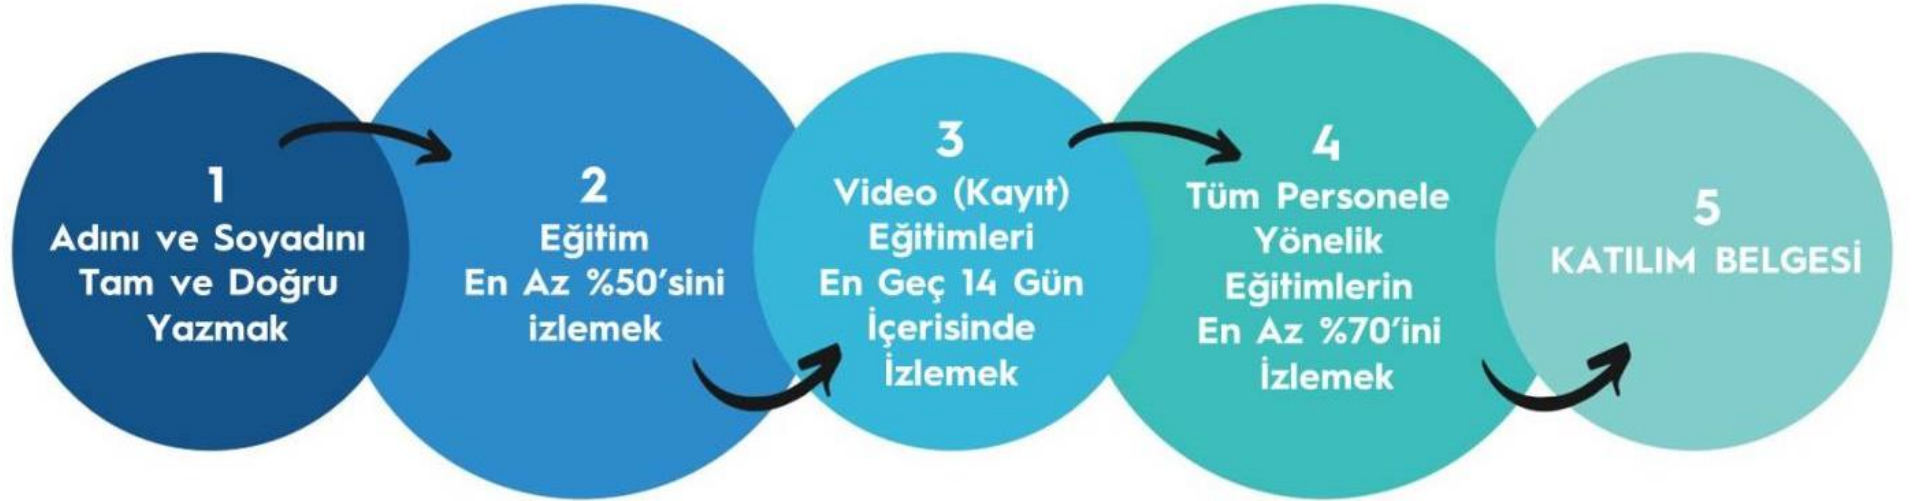 1
Adını ve Soyadını
Tam ve Doğru
Yazmak
2
Eğitim
En Az %50'sini
izlemek
3
Video (Kayıt)
Eğitimleri
En Geç 14 Gün
İçerisinde
İzlemek
4
Tüm Personele
Yönelik
Eğitimlerin
En Az %70'ini
İzlemek
5
KATILIM BELGESİ